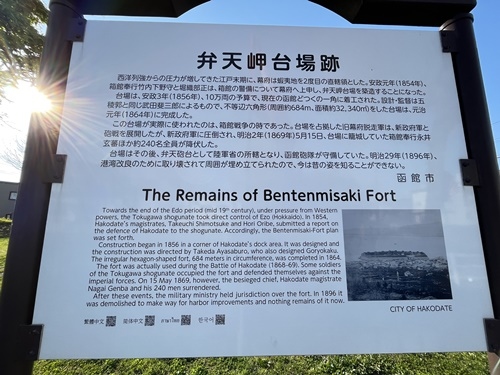 弁天岬台場跡
西洋列強からの圧力が増してきた江戸末期に、幕府は蝦夷地を2度目の直轄領とした。安政元年(1854年)、
箱館奉行竹内下野守と堀織部正は、箱館の警備について幕府へ上申し、弁天岬台場を築造することになった。
台場は、安政3年(1856年)、10万両の予算で、現在の函館どつくの一角に着工された。設計・監督は五
稜郭と同じ武田斐三郎によるもので、不等辺六角形(周囲約684m、面積約32,340㎡)をした台場は、元治
元年(1864年)に完成した。
この台場が実際に使われたのは、箱館戦争の時であった。台場を占拠した旧幕府脱走軍は、新政府軍と
砲戦を展開したが、新政府軍に圧倒され、明治2年(1869年)5月15日、台場に籠城していた箱館奉行永井
玄蕃ほか約240名全員が降伏した。
台場はその後、弁天砲台として陸軍省の所轄となり、函館砲隊が守備していた。明治29年(1896年)、
港湾改良のために取り壊されて周囲が埋め立てられたので、今は昔の姿を知ることができない。
函館市
The Remains of Bentenmisaki Fort
Towards the end of the Edo period (mid 19th century), under pressure from Western
powers, the Tokugawa shogunate took direct control of Ezo (Hokkaido). In 1854,
Hakodate's magistrates, Takeuchi Shimotsuke and Hori Oribe, submitted a report on
the defence of Hakodate to the shogunate. Accordingly, the Bentenmisaki-Fort plan
was set forth.
Construction began in 1856 in a corner of Hakodate's dock area. It was designed and
the construction was directed by Takeda Ayasaburo, who also designed Goryokaku.
The irregular hexagon-shaped fort, 684 meters in circumference, was completed in 1864.
The fort was actually used during the Battle of Hakodate (1868-69). Some soldiers
of the Tokugawa shogunate occupied the fort and defended themselves against the
imperial forces. On 15 May 1869, however, the besieged chief, Hakodate magistrate
Nagai Genba and his 240 men surrendered.
After these events, the military ministry held jurisdiction over the fort. In 1896 it
was demolished to make way for harbor improvements and nothing remains of it now.
CITY OF HAKODATE
繁體中文 简体中文 ภาษาไทย 한국어